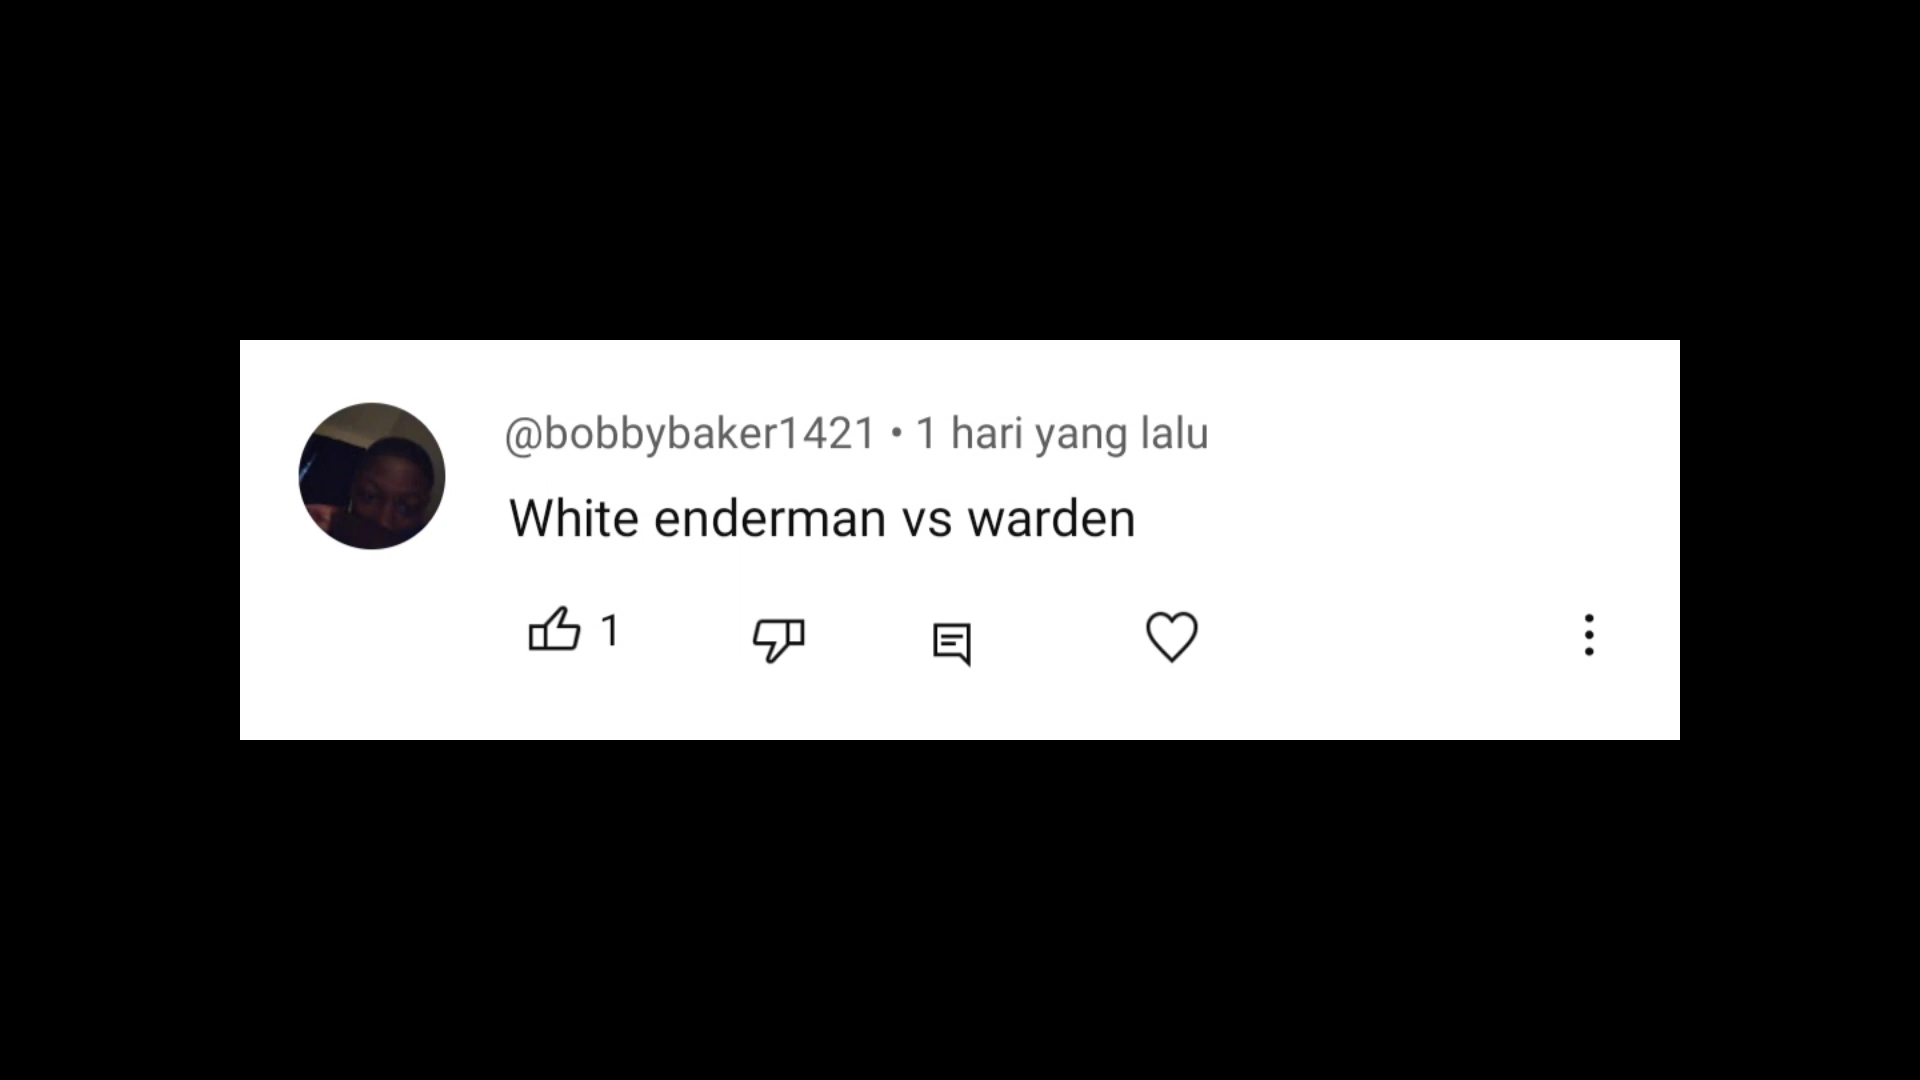 @bobbybaker1421 • 1 hari yang lalu
White enderman vs warden
1